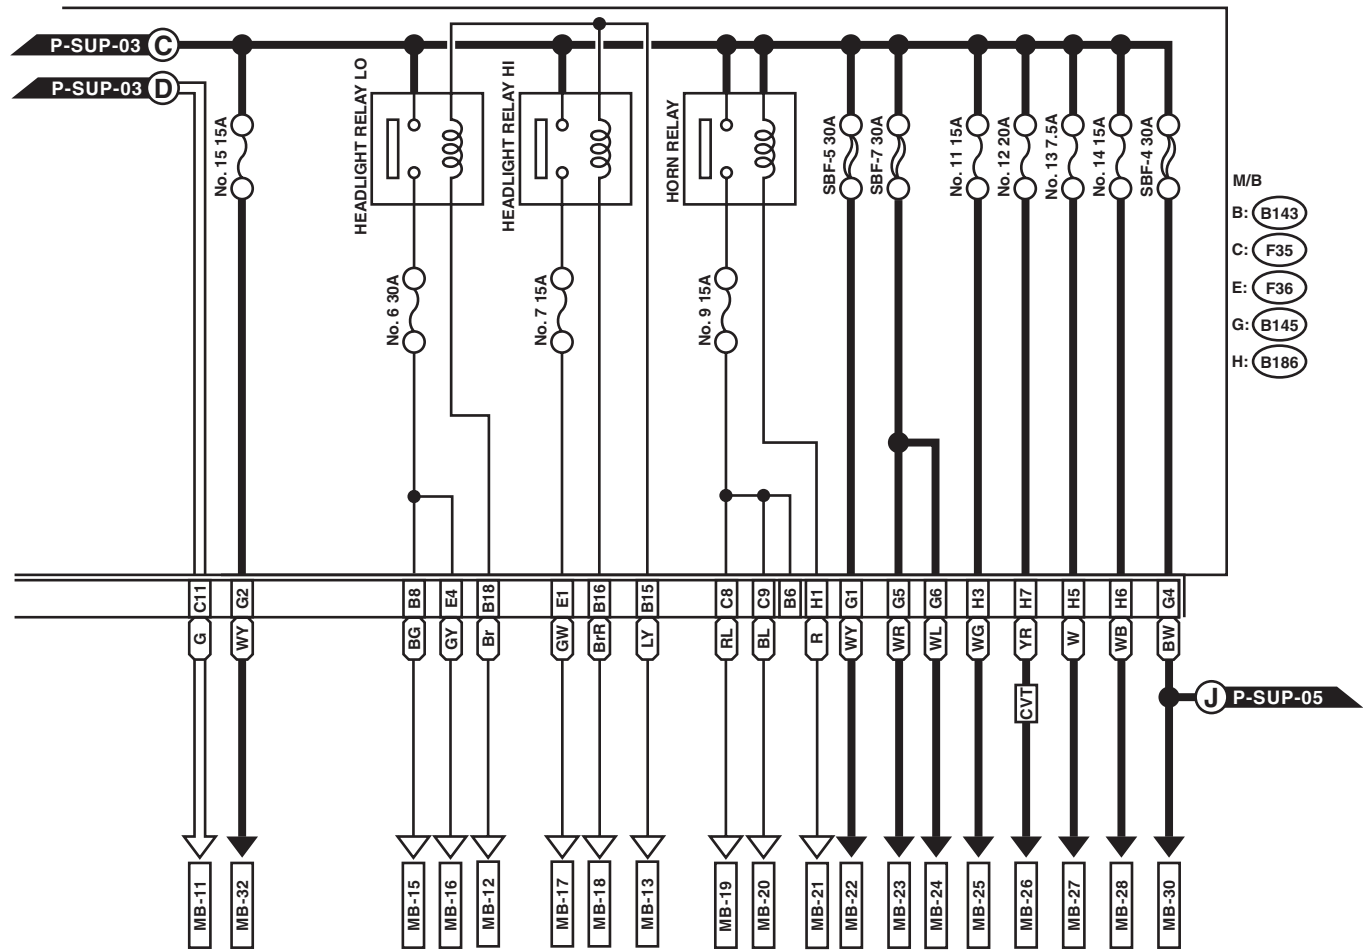 P-SUP-03 C
P-SUP-03 D
No. 15 15A
HEADLIGHT RELAY LO
HEADLIGHT RELAY HI
HORN RELAY
SBF-5 30A
SBF-7 30A
No. 11 15A
No. 12 20A
No. 13 7.5A
No. 14 15A
SBF-4 30A
M/B
B: B143
C: F35
E: F36
G: B145
H: B186
No. 6 30A
No. 7 15A
No. 9 15A
C11 G2 B8 E4 B18 E1 B16 B15 C8 C9 B6 H1 G1 G5 G6 H3 H7 H5 H6 G4
G WY BG GY Br GW BrR LY RL BL R WY WR WL WG YR W WB BW
CVT
J P-SUP-05
MB-11 MB-32 MB-15 MB-16 MB-12 MB-17 MB-18 MB-13 MB-19 MB-20 MB-21 MB-22 MB-23 MB-24 MB-25 MB-26 MB-27 MB-28 MB-30